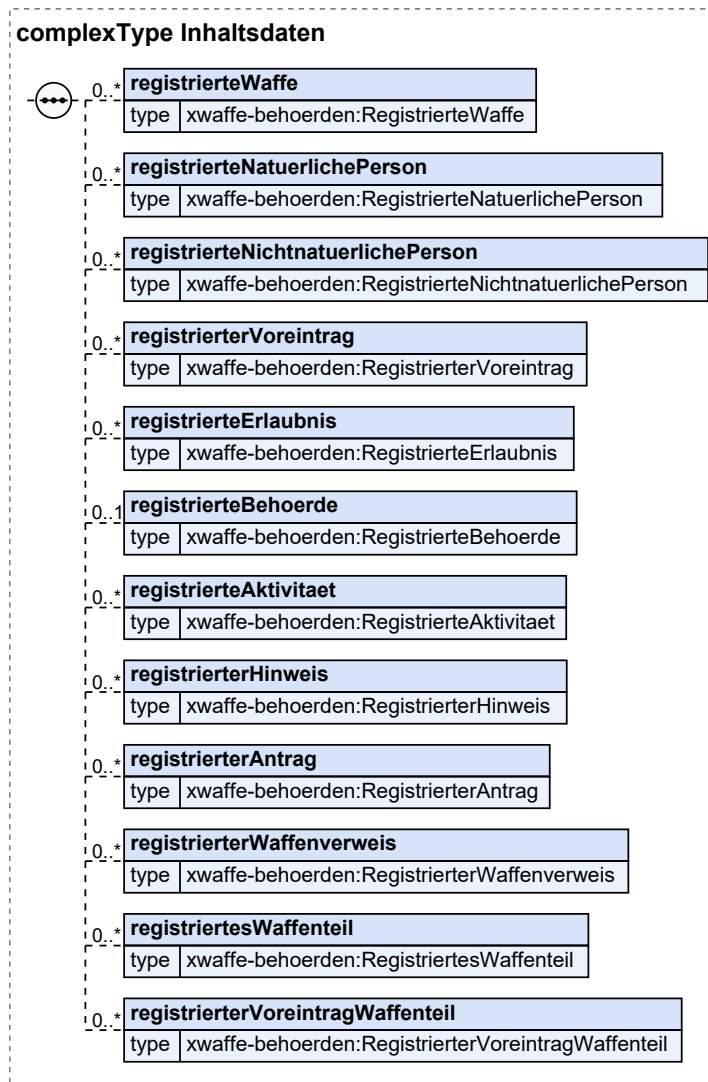 complexType Inhaltsdaten
0..* registrierteWaffe
type xwaffe-behoerden:RegistrierteWaffe
0..* registrierteNatuerlichePerson
type xwaffe-behoerden:RegistrierteNatuerlichePerson
0..* registrierteNichtnatuerlichePerson
type xwaffe-behoerden:RegistrierteNichtnatuerlichePerson
0..* registrierterVoreintrag
type xwaffe-behoerden:RegistrierterVoreintrag
0..* registrierteErlaubnis
type xwaffe-behoerden:RegistrierteErlaubnis
0..1 registrierteBehoerde
type xwaffe-behoerden:RegistrierteBehoerde
0..* registrierteAktivitaet
type xwaffe-behoerden:RegistrierteAktivitaet
0..* registrierterHinweis
type xwaffe-behoerden:RegistrierterHinweis
0..* registrierterAntrag
type xwaffe-behoerden:RegistrierterAntrag
0..* registrierterWaffenverweis
type xwaffe-behoerden:RegistrierterWaffenverweis
0..* registriertesWaffenteil
type xwaffe-behoerden:RegistriertesWaffenteil
0..* registrierterVoreintragWaffenteil
type xwaffe-behoerden:RegistrierterVoreintragWaffenteil